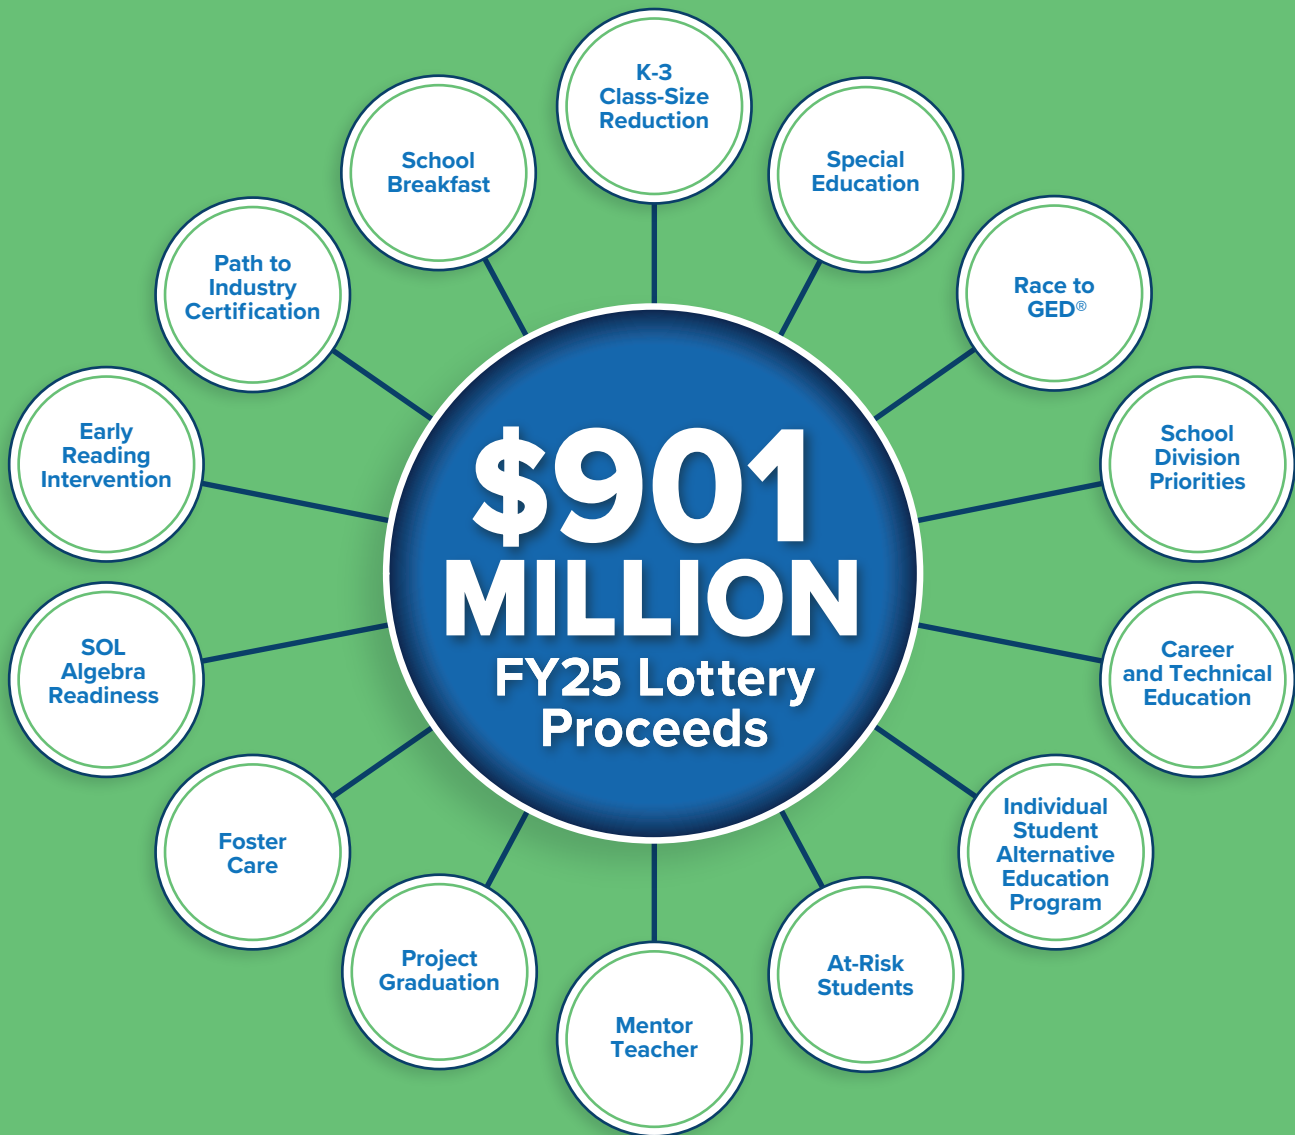 K-3
Class-Size
Reduction
Special
Education
Race to
GED®
School
Division
Priorities
Career
and Technical
Education
Individual
Student
Alternative
Education
Program
At-Risk
Students
Mentor
Teacher
Project
Graduation
Foster
Care
SOL
Algebra
Readiness
Early
Reading
Intervention
Path to
Industry
Certification
School
Breakfast
$901
MILLION
FY25 Lottery
Proceeds